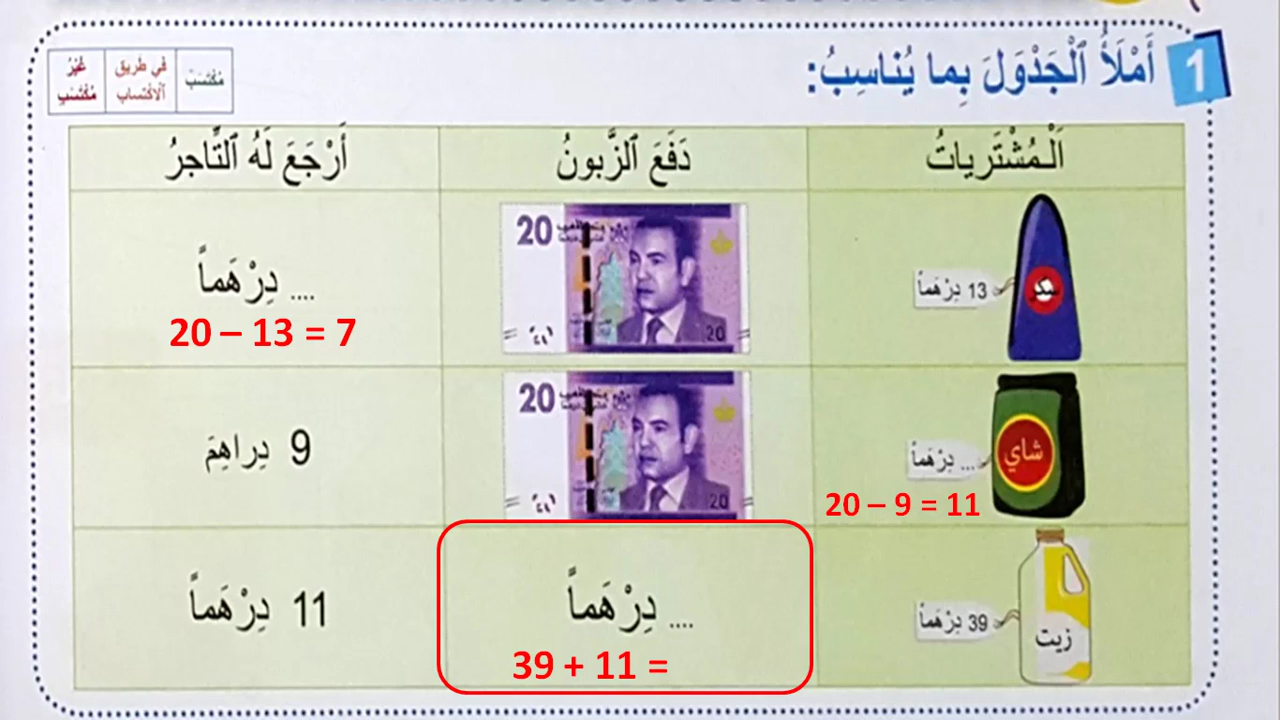 1 أَمْلَأُ ٱلْجَدْوَلَ بِما يُناسِبُ:
مُكْتَسَبٌ
في طَريقِ
ٱلِٱكْتِسابِ
غَيْرُ
مُكْتَسَبٍ
اَلْمُشْتَرَياتُ
دَفَعَ ٱلزَّبونُ
أَرْجَعَ لَهُ ٱلتَّاجِرُ
سكر
13 دِرْهَماً
20
20
.... دِرْهَماً
20 – 13 = 7
شاي
... دِرْهَماً
20 – 9 = 11
20
20
9 دِراهِمَ
زيت
39 دِرْهَماً
.... دِرْهَماً
39 + 11 =
11 دِرْهَماً